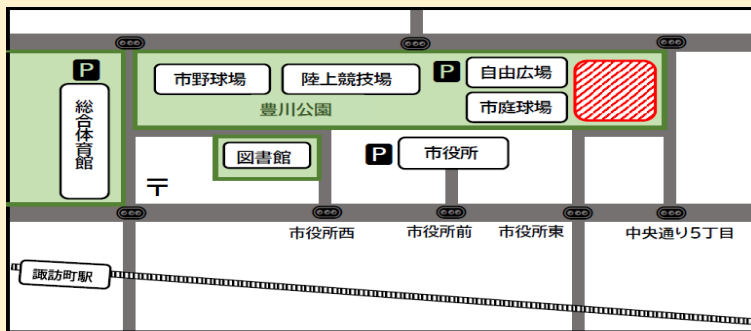 P
市野球場
陸上競技場
P
自由広場
市庭球場
豊川公園
総合体育館
図書館
P
市役所
〒
市役所西
市役所前
市役所東
中央通り5丁目
諏訪町駅